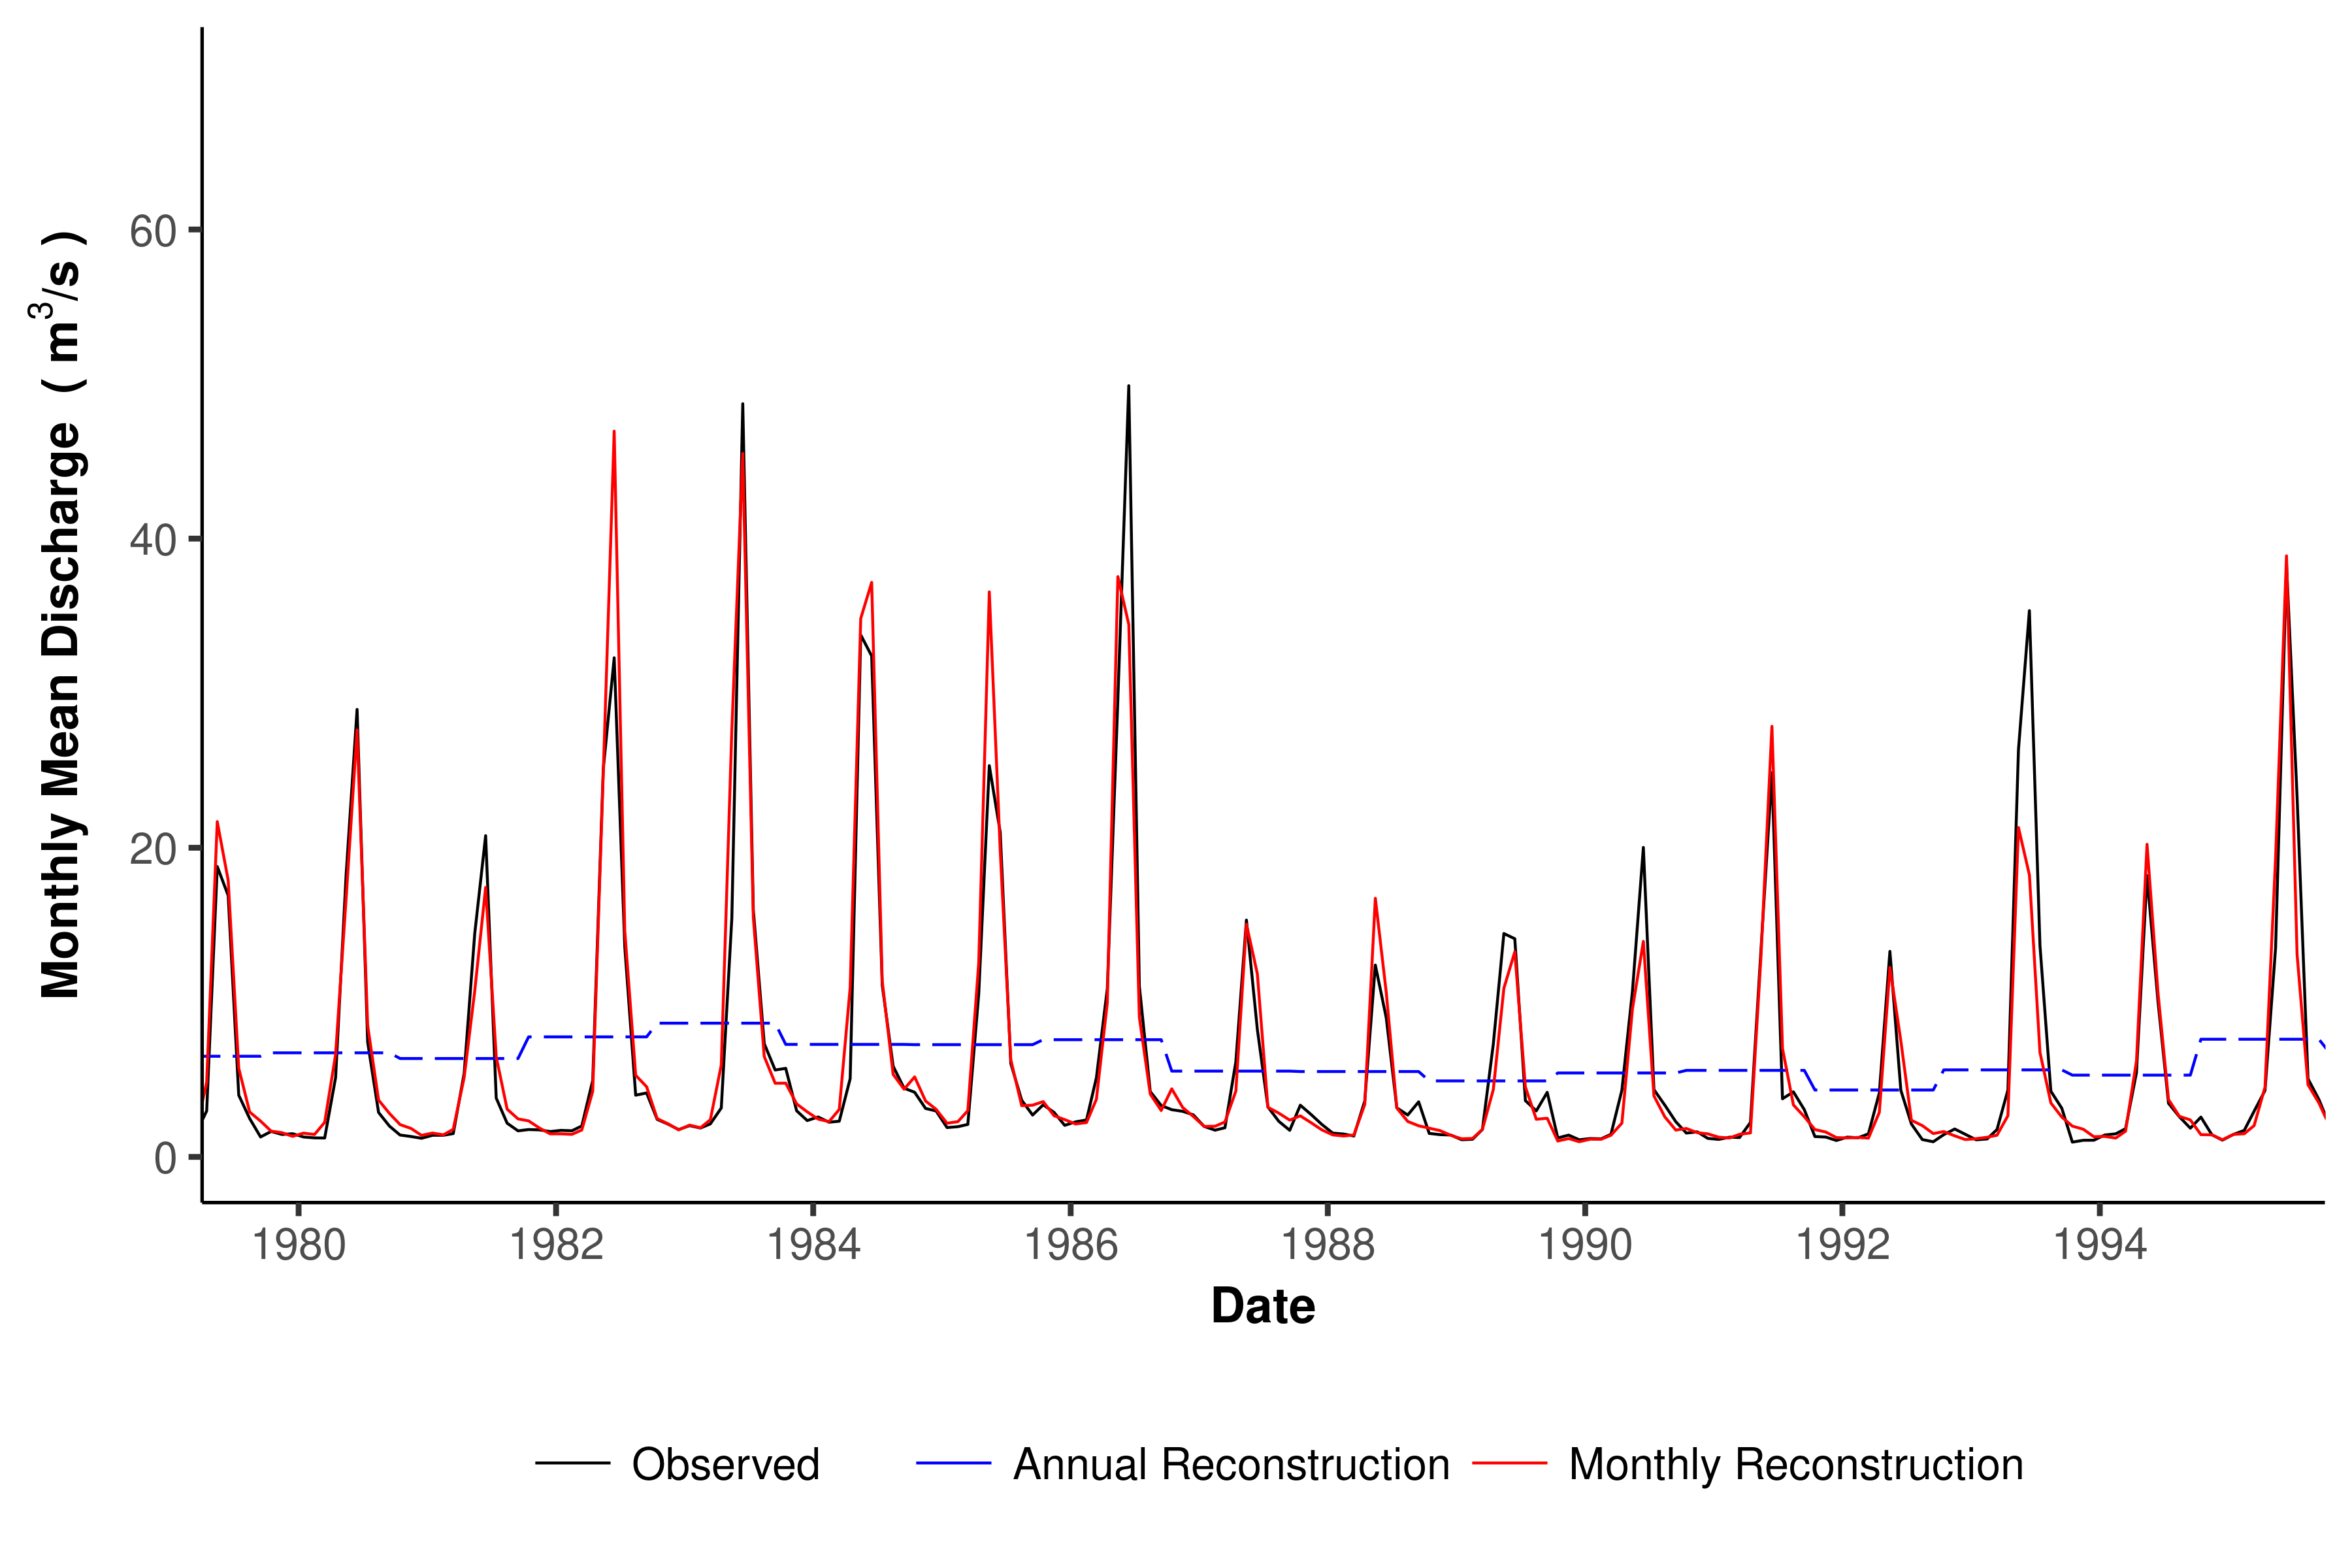 Monthly Mean Discharge ( m³/s )
60
40
20
0
1980 1982 1984 1986 1988 1990 1992 1994
Date
Observed Annual Reconstruction Monthly Reconstruction